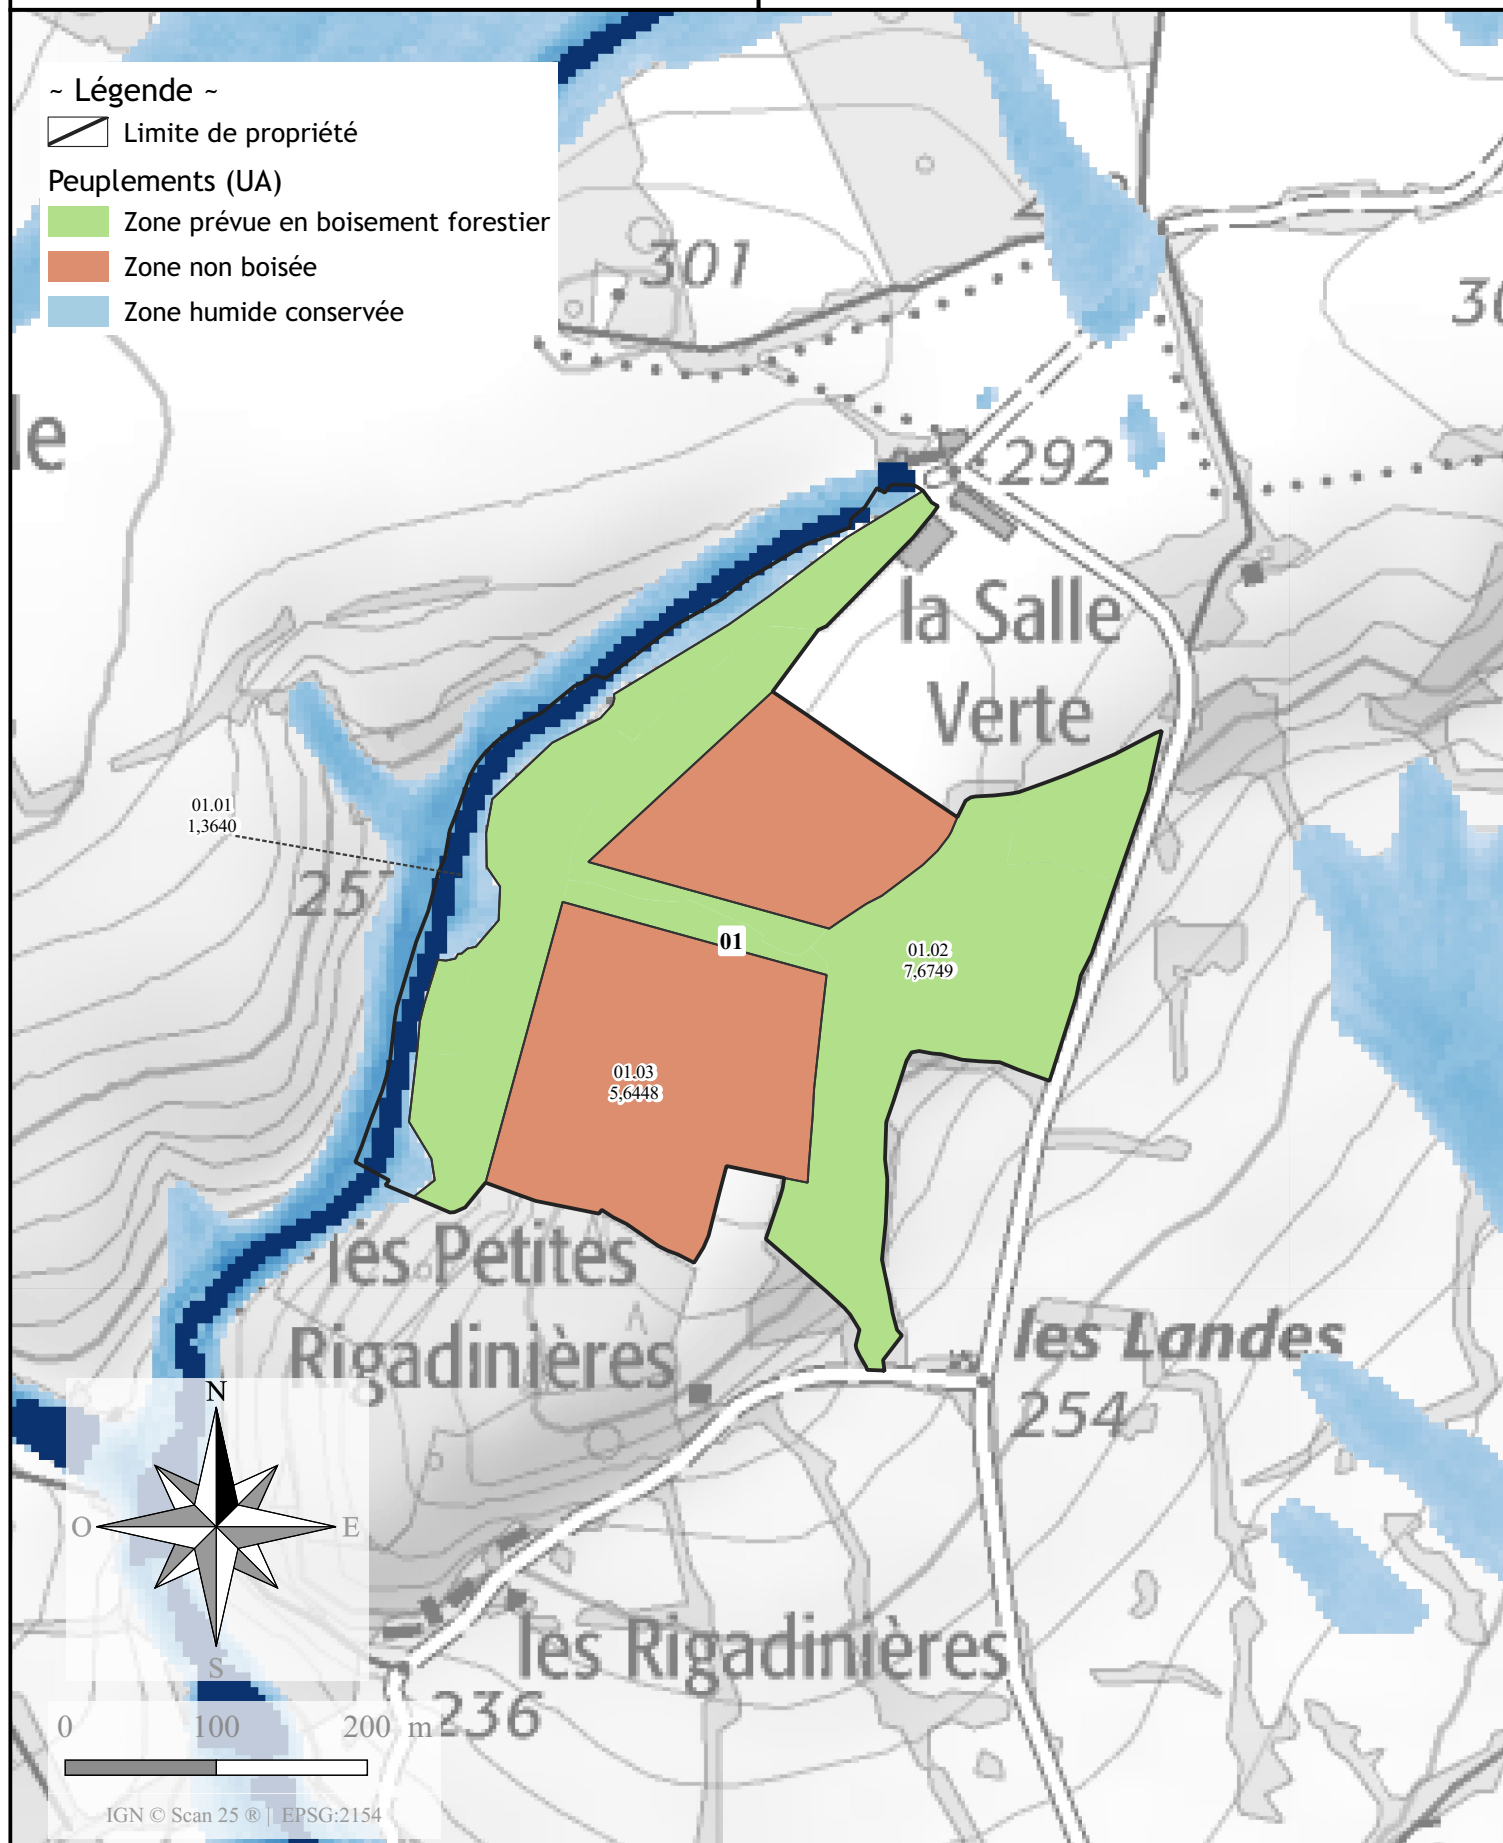 ~ Légende ~
Limite de propriété
Peuplements (UA)
Zone prévue en boisement forestier
Zone non boisée
Zone humide conservée
301
30
le
292
la Salle
Verte
01.01
1,3640
257
01
01.02
7,6749
01.03
5,6448
les Petites
Rigadinières
les Landes
254
N
O
E
S
les Rigadinières
236
0 100 200 m
IGN © Scan 25 ® | EPSG:2154